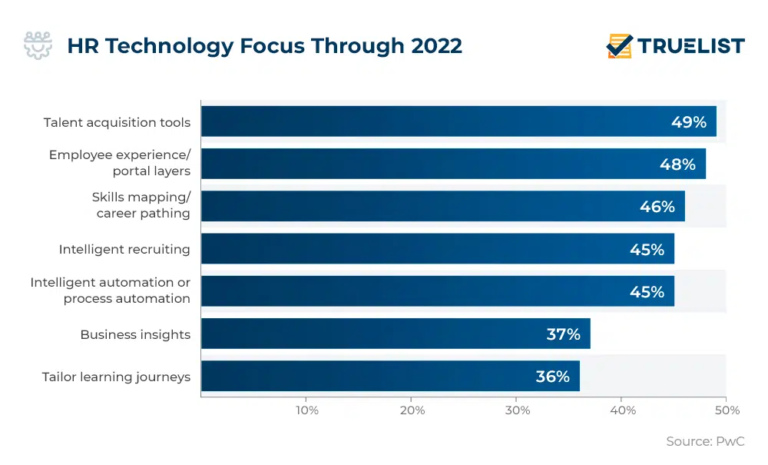 HR Technology Focus Through 2022
TRUELIST
Talent acquisition tools
49%
Employee experience/
portal layers
48%
Skills mapping/
career pathing
46%
Intelligent recruiting
45%
Intelligent automation or
process automation
45%
Business insights
37%
Tailor learning journeys
36%
10%
20%
30%
40%
50%
Source: PwC